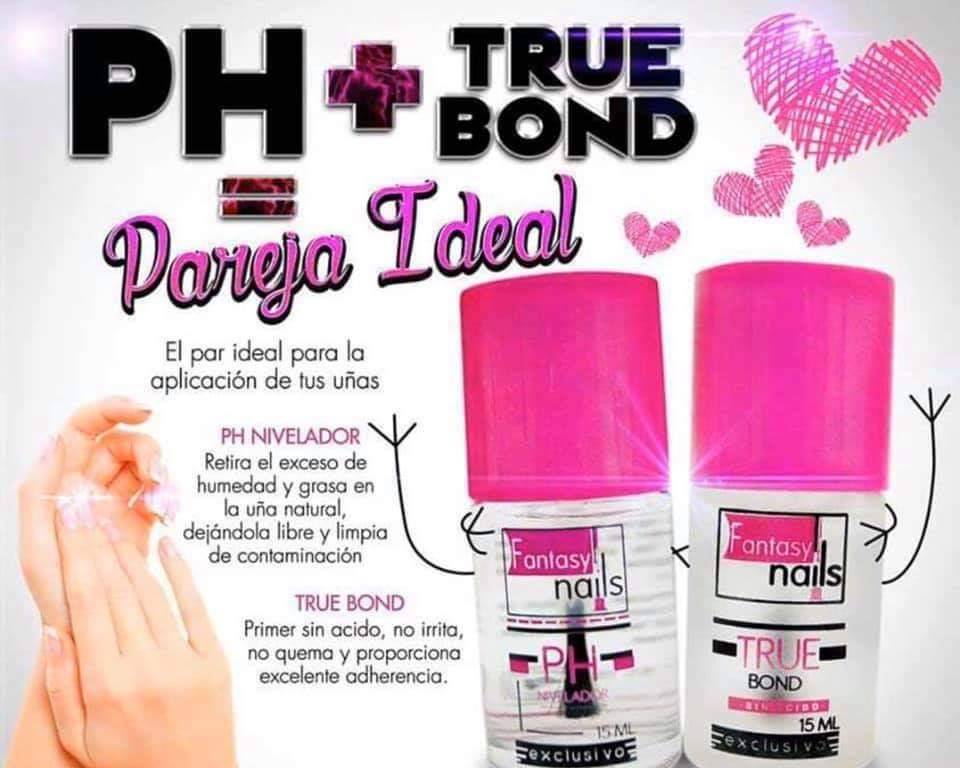 PH + TRUE
BOND
=
Pareja Ideal
El par ideal para la
aplicación de tus uñas
PH NIVELADOR
Retira el exceso de
humedad y grasa en
la uña natural,
dejándola libre y limpia
de contaminación
TRUE BOND
Primer sin acido, no irrita,
no quema y proporciona
excelente adherencia.
Fantasy
nails
PH
NIVELADOR
15 ML
exclusivo
Fantasy
nails
TRUE
BOND
SIN ACIDO
15 ML
exclusivo